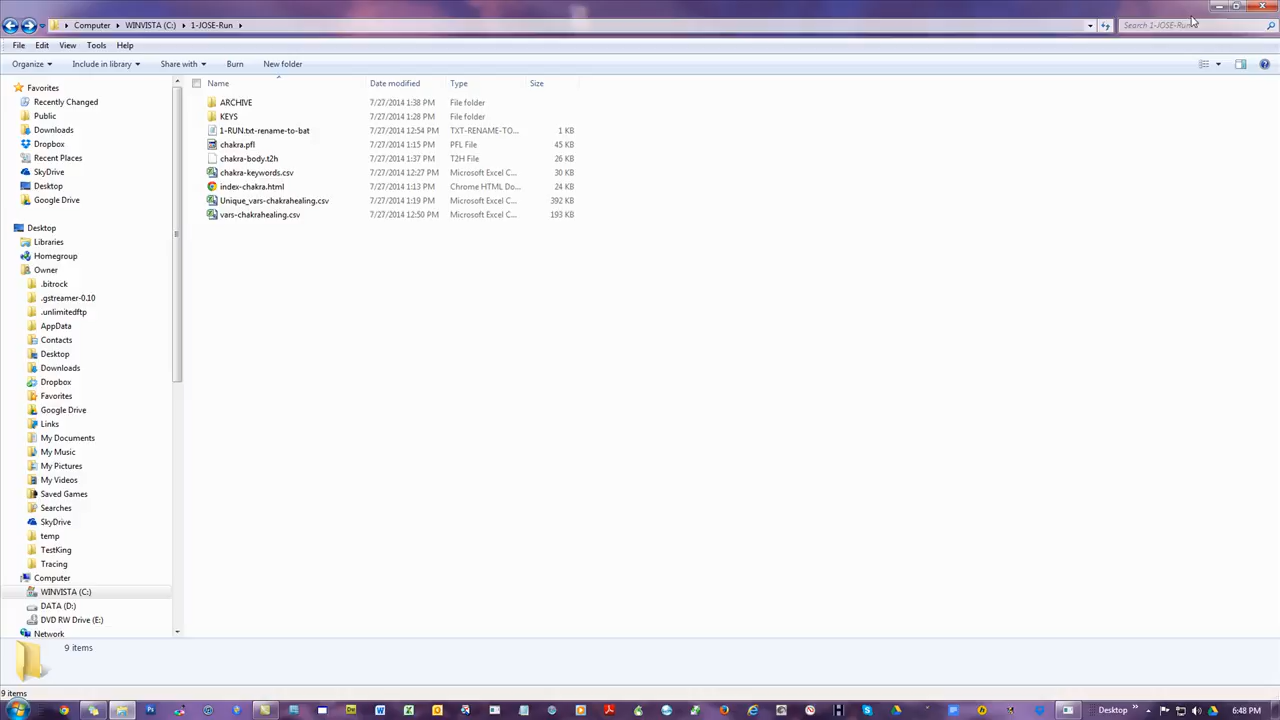 Computer ▸ WINVISTA (C:) ▸ 1-JOSE-Run ▸
Search 1-JOSE-Run
File Edit View Tools Help
Organize Include in library Share with Burn New folder
Name Date modified Type Size
ARCHIVE 7/27/2014 1:38 PM File folder
KEYS 7/27/2014 1:28 PM File folder
1-RUN.txt-rename-to-bat 7/27/2014 12:54 PM TXT-RENAME-TO... 1 KB
chakra.pfl 7/27/2014 1:15 PM PFL File 45 KB
chakra-body.t2h 7/27/2014 1:37 PM T2H File 26 KB
chakra-keywords.csv 7/27/2014 12:27 PM Microsoft Excel C... 30 KB
index-chakra.html 7/27/2014 1:13 PM Chrome HTML Do... 24 KB
Unique_vars-chakrahealing.csv 7/27/2014 1:19 PM Microsoft Excel C... 392 KB
vars-chakrahealing.csv 7/27/2014 12:50 PM Microsoft Excel C... 193 KB
Favorites
Recently Changed
Public
Downloads
Dropbox
Recent Places
SkyDrive
Desktop
Google Drive
Desktop
Libraries
Homegroup
Owner
.bitrock
.gstreamer-0.10
.unlimitedftp
AppData
Contacts
Desktop
Downloads
Dropbox
Favorites
Google Drive
Links
My Documents
My Music
My Pictures
My Videos
Saved Games
Searches
SkyDrive
temp
TestKing
Tracing
Computer
WINVISTA (C:)
DATA (D:)
DVD RW Drive (E:)
Network
9 items
9 items
Desktop » 6:48 PM